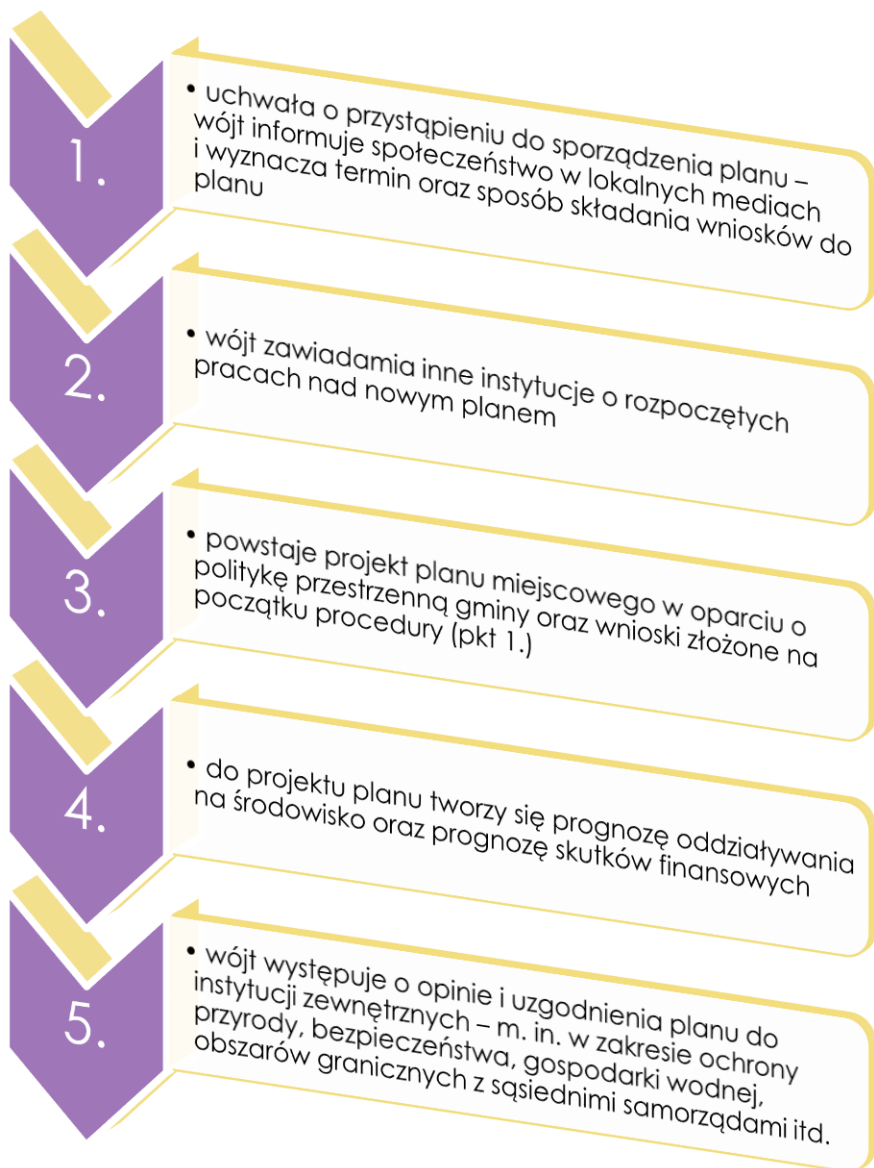 1.
• uchwała o przystąpieniu do sporządzenia planu –
wójt informuje społeczeństwo w lokalnych mediach
i wyznacza termin oraz sposób składania wniosków do
planu
2.
• wójt zawiadamia inne instytucje o rozpoczętych
pracach nad nowym planem
3.
• powstaje projekt planu miejscowego w oparciu o
politykę przestrzenną gminy oraz wnioski złożone na
początku procedury (pkt 1.)
4.
• do projektu planu tworzy się prognozę oddziaływania
na środowisko oraz prognozę skutków finansowych
5.
• wójt występuje o opinie i uzgodnienia planu do
instytucji zewnętrznych – m. in. w zakresie ochrony
przyrody, bezpieczeństwa, gospodarki wodnej,
obszarów granicznych z sąsiednimi samorządami itd.